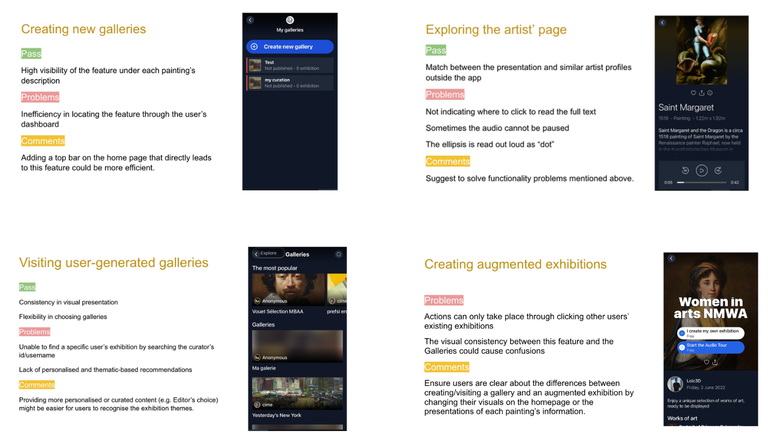 Creating new galleries
Pass
High visibility of the feature under each painting's
description
Problems
Inefficiency in locating the feature through the user's
dashboard
Comments
Adding a top bar on the home page that directly leads
to this feature could be more efficient.
My galleries
Create new gallery
Test
Not published - 0 exhibition
my curation
Not published - 0 exhibition
Exploring the artist' page
Pass
Match between the presentation and similar artist profiles
outside the app
Problems
Not indicating where to click to read the full text
Sometimes the audio cannot be paused
The ellipsis is read out loud as "dot"
Comments
Suggest to solve functionality problems mentioned above.
Saint Margaret
1518 - Painting - 1.22m x 1.92m
Saint Margaret and the Dragon is a circa
1518 painting of Saint Margaret by the
Renaissance painter Raphael, now held
in the Kunsthistorisches Museum in
0:05
0:42
Visiting user-generated galleries
Pass
Consistency in visual presentation
Flexibility in choosing galleries
Problems
Unable to find a specific user's exhibition by searching the curator's
id/username
Lack of personalised and thematic-based recommendations
Comments
Providing more personalised or curated content (e.g. Editor's choice)
might be easier for users to recognise the exhibition themes.
Explore
Galleries
The most popular
Anonymous
cime
Vouet Sélection MBAA
prefsi en
Galleries
Anonymous
Ma galerie
cime
Yesterday's New York
Creating augmented exhibitions
Problems
Actions can only take place through clicking other users'
existing exhibitions
The visual consistency between this feature and the
Galleries could cause confusions
Comments
Ensure users are clear about the differences between
creating/visiting a gallery and an augmented exhibition by
changing their visuals on the homepage or the
presentations of each painting's information.
Women in
arts NMWA
I create my own exhibition
Free
Start the Audio Tour
Free
Loic3D
Friday, 3 June 2022
Enjoy a unique selection of works of art,
ready to be displayed
Works of art